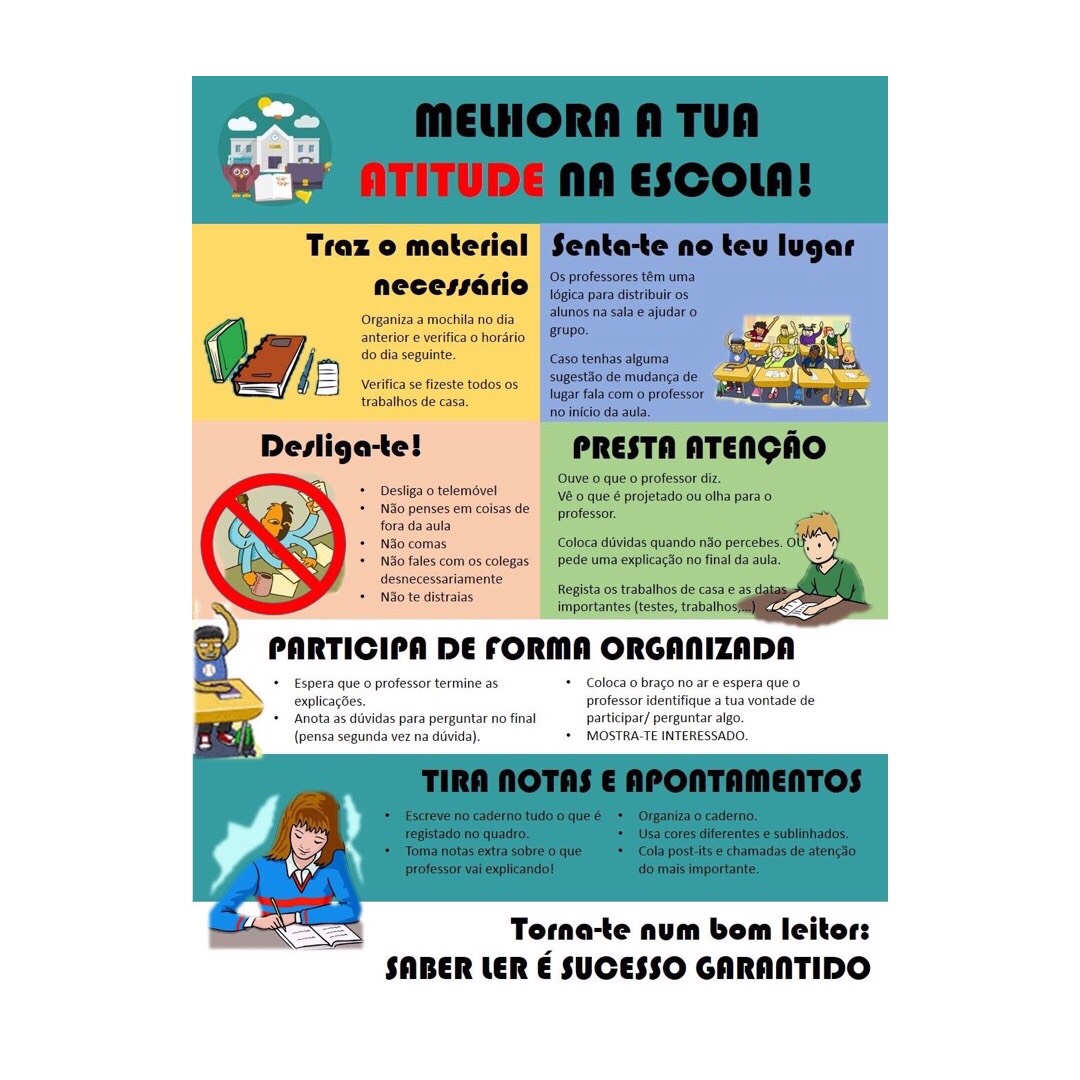 MELHORA A TUA
ATITUDE NA ESCOLA!
Traz o material
necessário
Organiza a mochila no dia
anterior e verifica o horário
do dia seguinte.
Verifica se fizeste todos os
trabalhos de casa.
Senta-te no teu lugar
Os professores têm uma
lógica para distribuir os
alunos na sala e ajudar o
grupo.
Caso tenhas alguma
sugestão de mudança de
lugar fala com o professor
no início da aula.
Desliga-te!
• Desliga o telemóvel
• Não penses em coisas de
fora da aula
• Não comas
• Não fales com os colegas
desnecessariamente
• Não te distraias
PRESTA ATENÇÃO
Ouve o que o professor diz.
Vê o que é projetado ou olha para o
professor.
Coloca dúvidas quando não percebes. OU
pede uma explicação no final da aula.
Regista os trabalhos de casa e as datas
importantes (testes, trabalhos,...)
PARTICIPA DE FORMA ORGANIZADA
• Espera que o professor termine as
explicações.
• Anota as dúvidas para perguntar no final
(pensa segunda vez na dúvida).
• Coloca o braço no ar e espera que o
professor identifique a tua vontade de
participar/ perguntar algo.
• MOSTRA-TE INTERESSADO.
TIRA NOTAS E APONTAMENTOS
• Escreve no caderno tudo o que é
registado no quadro.
• Toma notas extra sobre o que
professor vai explicando!
• Organiza o caderno.
• Usa cores diferentes e sublinhados.
• Cola post-its e chamadas de atenção
do mais importante.
Torna-te num bom leitor:
SABER LER É SUCESSO GARANTIDO